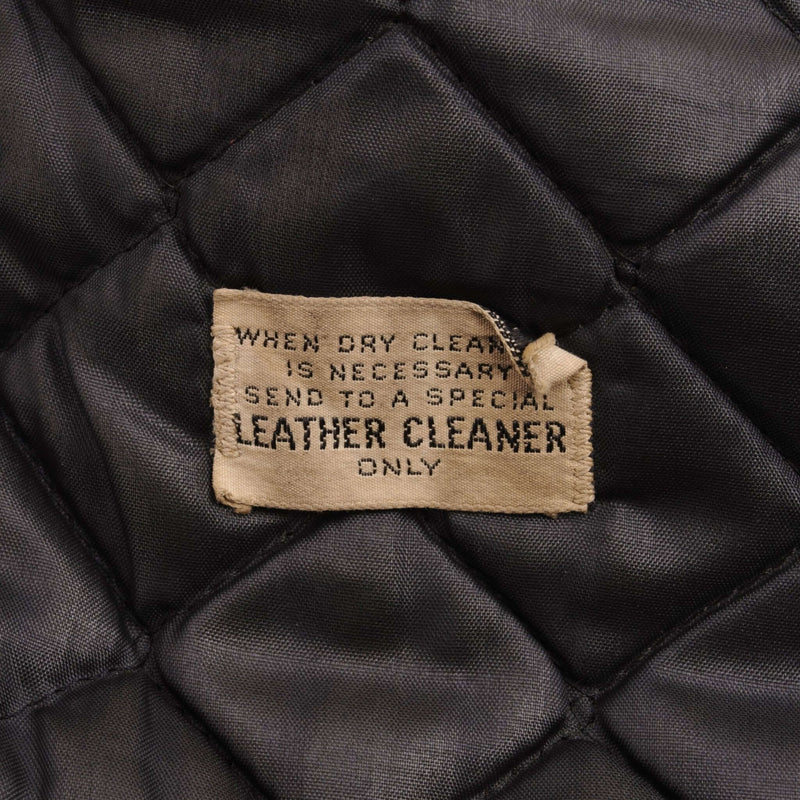 WHEN DRY CLEAN
IS NECESSARY
SEND TO A SPECIAL
LEATHER CLEANER
ONLY